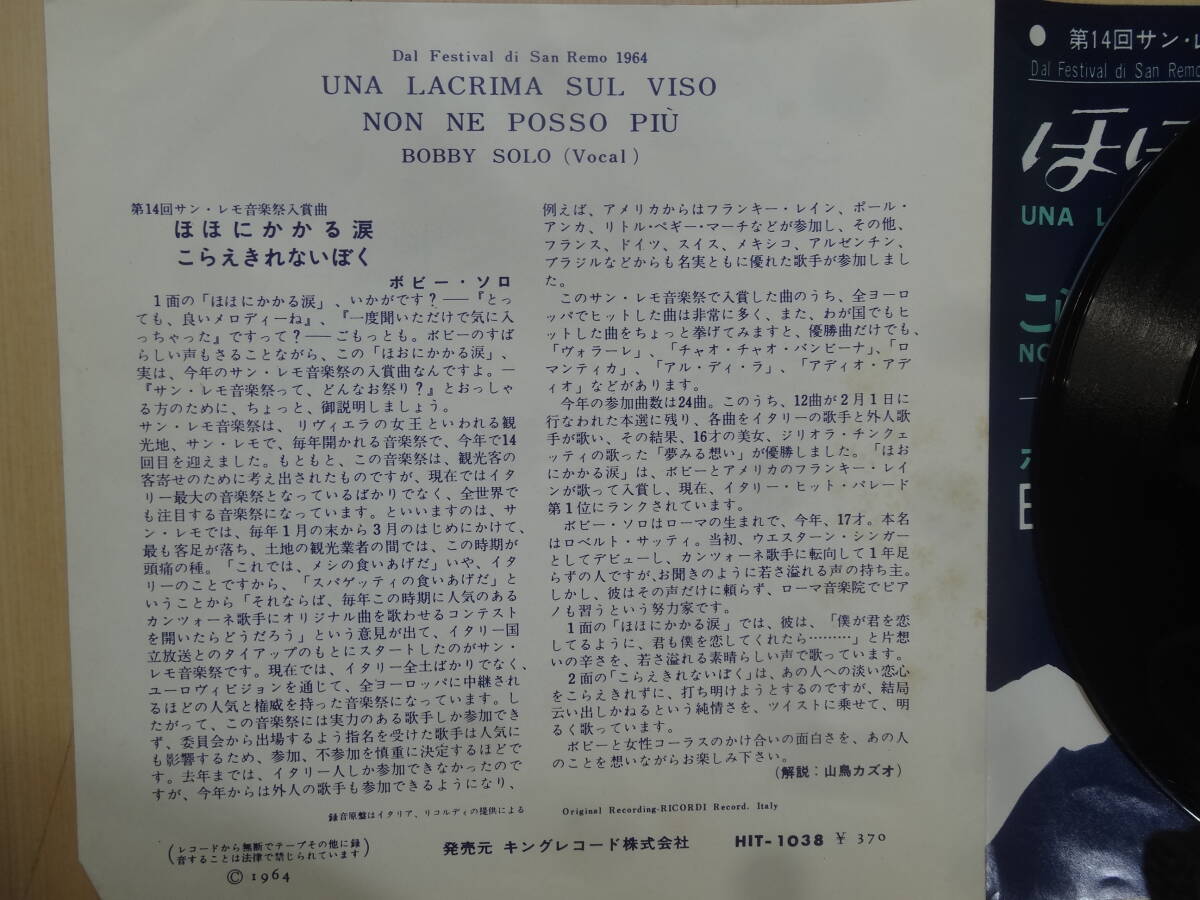 Dal Festival di San Remo 1964
UNA LACRIMA SUL VISO
NON NE POSSO PIÙ
BOBBY SOLO (Vocal)
第14回サン・レモ音楽祭入賞曲
ほほにかかる涙
こらえきれないぼく
ボビー・ソロ
1面の「ほほにかかる涙」、いかがです?——『とっ
ても、良いメロディーね』、『一度聞いただけで気に入
っちゃった』ですって?——ごもっとも。ボビーのすば
らしい声もさることながら、この「ほおにかかる涙」、
実は、今年のサン・レモ音楽祭の入賞曲なんですよ。—
『サン・レモ音楽祭って、どんなお祭り?』とおっしゃ
る方のために、ちょっと、御説明しましょう。
サン・レモ音楽祭は、リヴィエラの女王といわれる観
光地、サン・レモで、毎年開かれる音楽祭で、今年で14
回目を迎えました。もともと、この音楽祭は、観光客の
客寄せのために考え出されたものですが、現在ではイタ
リー最大の音楽祭となっているばかりでなく、全世界で
も注目する音楽祭になっています。といいますのは、サ
ン・レモでは、毎年1月の末から3月のはじめにかけて、
最も客足が落ち、土地の観光業者の間では、この時期が
頭痛の種。「これでは、メシの食いあげだ」いや、イタ
リーのことですから、「スパゲッティの食いあげだ」と
いうことから「それならば、毎年この時期に人気のある
カンツォーネ歌手にオリジナル曲を歌わせるコンテスト
を開いたらどうだろう」という意見が出て、イタリー国
立放送とのタイアップのもとにスタートしたのがサン・
レモ音楽祭です。現在では、イタリー全土ばかりでなく、
ユーロヴィビジョンを通じて、全ヨーロッパに中継され
るほどの人気と権威を持った音楽祭になっています。し
たがって、この音楽祭には実力のある歌手しか参加でき
ず、委員会から出場するよう指名を受けた歌手は人気に
も影響するため、参加、不参加を慎重に決定するほどで
す。去年までは、イタリー人しか参加できなかったので
すが、今年からは外人の歌手も参加できるようになり、
例えば、アメリカからはフランキー・レイン、ポール・
アンカ、リトル・ペギー・マーチなどが参加し、その他、
フランス、ドイツ、スイス、メキシコ、アルゼンチン、
ブラジルなどからも名実ともに優れた歌手が参加しまし
た。
このサン・レモ音楽祭で入賞した曲のうち、全ヨーロ
ッパでヒットした曲は非常に多く、また、わが国でもヒ
ットした曲をちょっと挙げてみますと、優勝曲だけでも、
「ヴォラーレ」、「チャオ・チャオ・バンビーナ」、「ロ
マンティカ」、「アル・ディ・ラ」、「アディオ・アデ
ィオ」などがあります。
今年の参加曲数は24曲。このうち、12曲が2月1日に
行なわれた本選に残り、各曲をイタリーの歌手と外人歌
手が歌い、その結果、16才の美女、ジリオラ・チンクェ
ッティの歌った「夢みる想い」が優勝しました。「ほお
にかかる涙」は、ボビーとアメリカのフランキー・レイ
ンが歌って入賞し、現在、イタリー・ヒット・パレード
第1位にランクされています。
ボビー・ソロはローマの生まれで、今年、17才。本名
はロベルト・サッティ。当初、ウエスターン・シンガー
としてデビューし、カンツォーネ歌手に転向して1年足
らずの人ですが、お聞きのように若さ溢れる声の持ち主。
しかし、彼はその声だけに頼らず、ローマ音楽院でピア
ノも習うという努力家です。
1面の「ほほにかかる涙」では、彼は、「僕が君を恋
してるように、君も僕を恋してくれたら………」と片想
いの辛さを、若さ溢れる素晴らしい声で歌っています。
2面の「こらえきれないぼく」は、あの人への淡い恋心
をこらえきれずに、打ち明けようとするのですが、結局
云い出しかねるという純情さを、ツイストに乗せて、明
るく歌っています。
ボビーと女性コーラスのかけ合いの面白さを、あの人
のことを想いながらお楽しみ下さい。
(解説:山鳥カズオ)
録音原盤はイタリア、リコルディの提供による
Original Recording-RICORDI Record. Italy
(レコードから無断でテープその他に録
音することは法律で禁じられています)
発売元 キングレコード株式会社 HIT-1038 ¥370
© 1964
第14回サン・レ
Dal Festival di San Remo
ほほ
UNA L
こ
NO